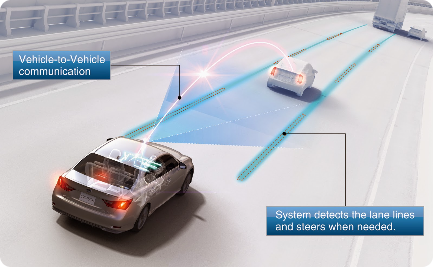 Vehicle-to-Vehicle
communication
System detects the lane lines
and steers when needed.